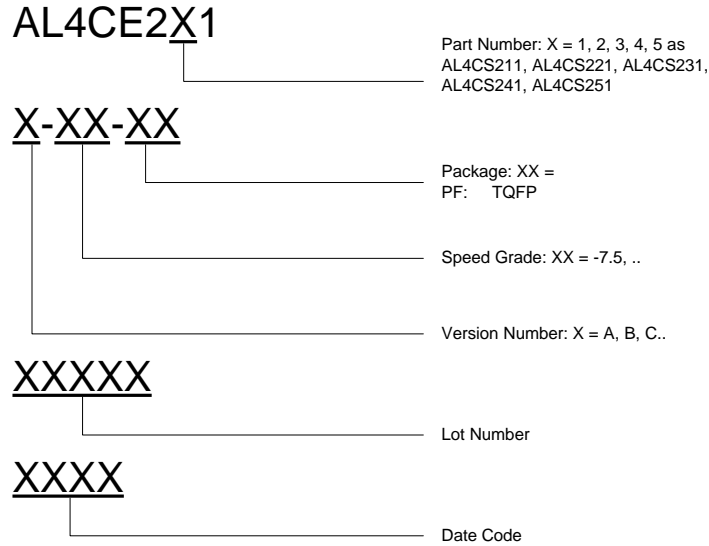 AL4CE2X1
Part Number: X = 1, 2, 3, 4, 5 as
AL4CS211, AL4CS221, AL4CS231,
AL4CS241, AL4CS251
X-XX-XX
Package: XX =
PF: TQFP
Speed Grade: XX = -7.5, ..
Version Number: X = A, B, C..
XXXXX
Lot Number
XXXX
Date Code